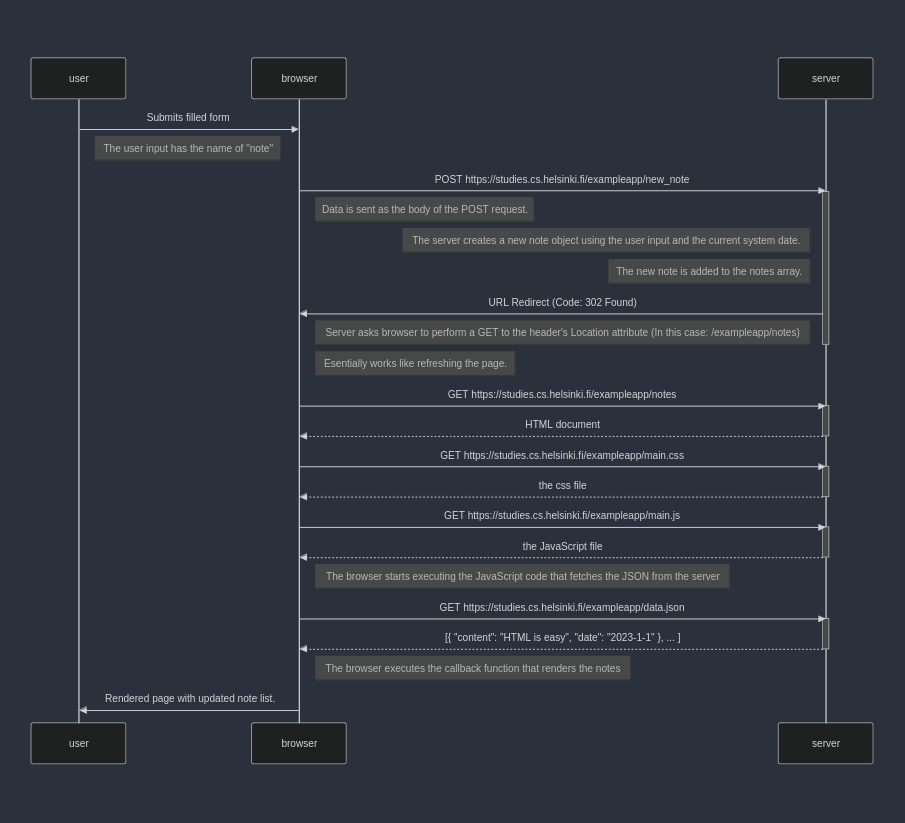 user
browser
server
Submits filled form
The user input has the name of "note"
POST https://studies.cs.helsinki.fi/exampleapp/new_note
Data is sent as the body of the POST request.
The server creates a new note object using the user input and the current system date.
The new note is added to the notes array.
URL Redirect (Code: 302 Found)
Server asks browser to perform a GET to the header's Location attribute (In this case: /exampleapp/notes)
Esentially works like refreshing the page.
GET https://studies.cs.helsinki.fi/exampleapp/notes
HTML document
GET https://studies.cs.helsinki.fi/exampleapp/main.css
the css file
GET https://studies.cs.helsinki.fi/exampleapp/main.js
the JavaScript file
The browser starts executing the JavaScript code that fetches the JSON from the server
GET https://studies.cs.helsinki.fi/exampleapp/data.json
[{ "content": "HTML is easy", "date": "2023-1-1" }, ... ]
The browser executes the callback function that renders the notes
Rendered page with updated note list.
user
browser
server